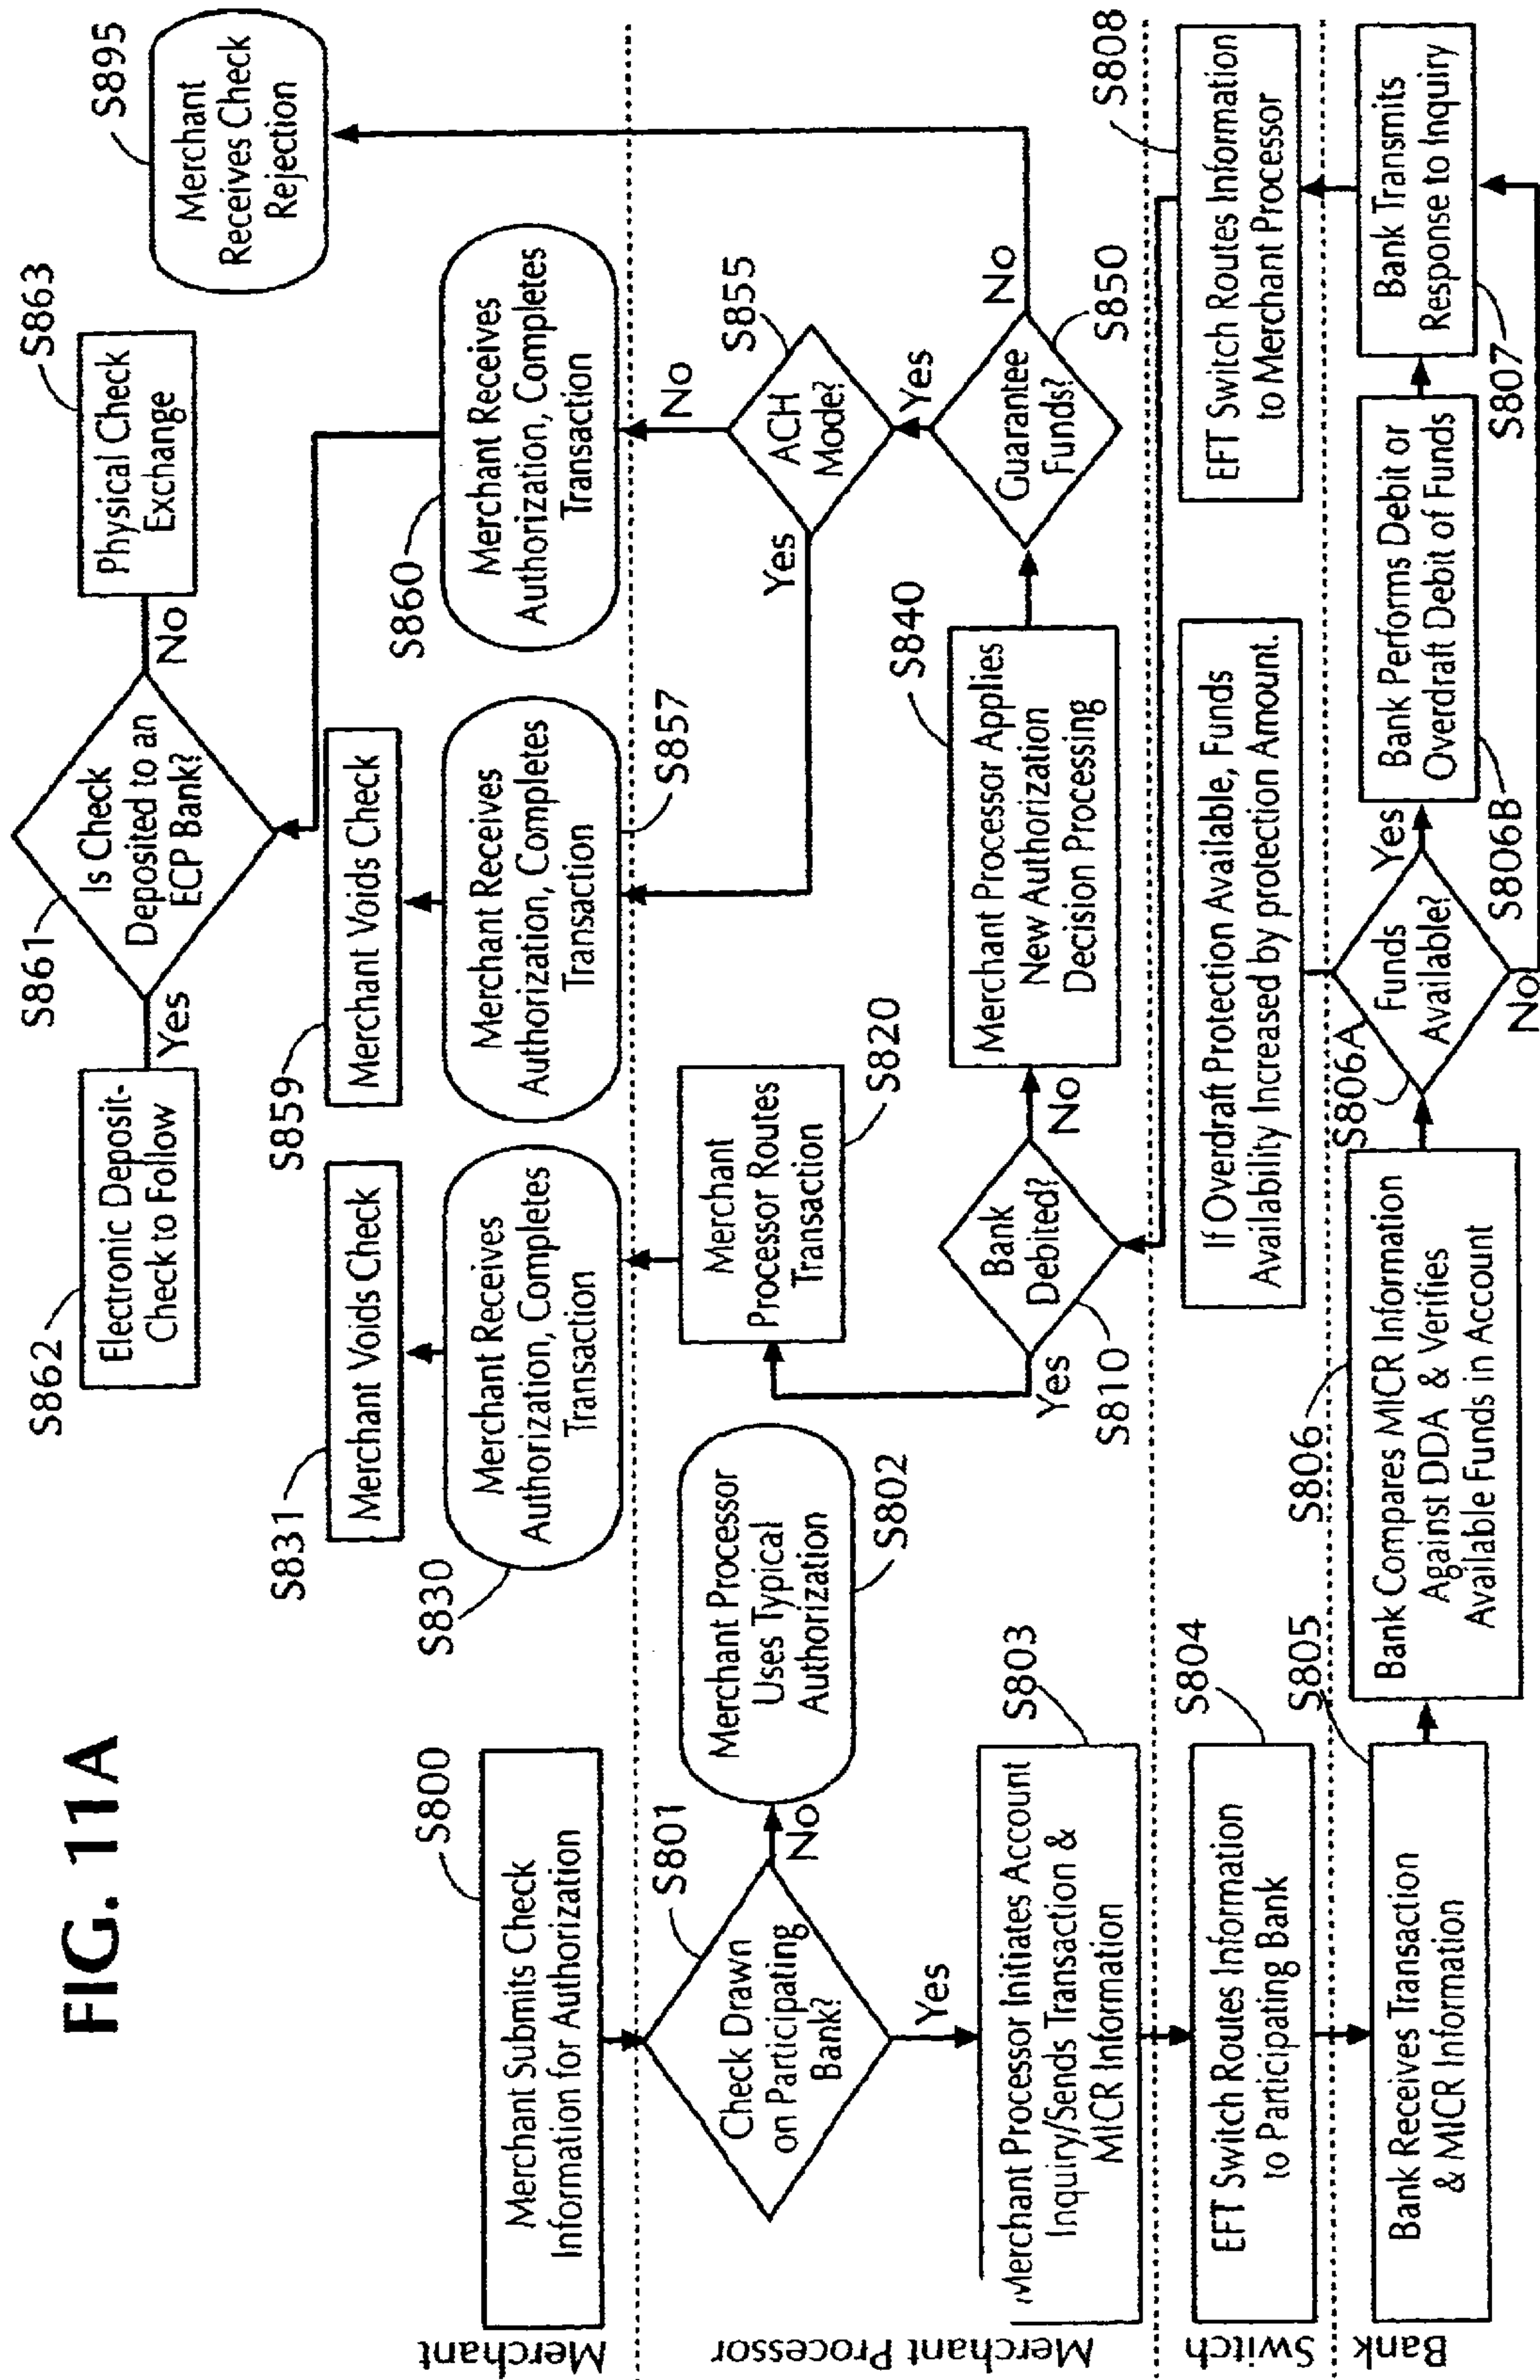 FIG. 11A
Merchant
S800
Merchant Submits Check
Information for Authorization
S862
Electronic Deposit-
Check to Follow
Yes
S861
Is Check
Deposited to an
ECP Bank?
No
S863
Physical Check
Exchange
S895
Merchant
Receives Check
Rejection
S831
Merchant Voids Check
S859
Merchant Voids Check
S830
Merchant Receives
Authorization, Completes
Transaction
Merchant Receives
Authorization, Completes
Transaction
S857
S860
Merchant Receives
Authorization, Completes
Transaction
Merchant Processor
S801
Check Drawn
on Participating
Bank?
No
Yes
Merchant Processor
Uses Typical
Authorization
S802
Merchant
Processor Routes
Transaction
S820
Yes
ACH
Mode?
S855
No
S803
Merchant Processor Initiates Account
Inquiry/Sends Transaction &
MICR Information
Yes
S810
Bank
Debited?
No
S840
Merchant Processor Applies
New Authorization
Decision Processing
Guarantee
Funds?
Yes
No
S850
Switch
S804
EFT Switch Routes Information
to Participating Bank
If Overdraft Protection Available, Funds
Availability Increased by protection Amount.
S808
EFT Switch Routes Information
to Merchant Processor
Bank
S805
Bank Receives Transaction
& MICR Information
S806
Bank Compares MICR Information
Against DDA & Verifies
Available Funds in Account
S806A
Funds
Available?
Yes
No
Bank Performs Debit or
Overdraft Debit of Funds
S806B
Bank Transmits
Response to Inquiry
S807